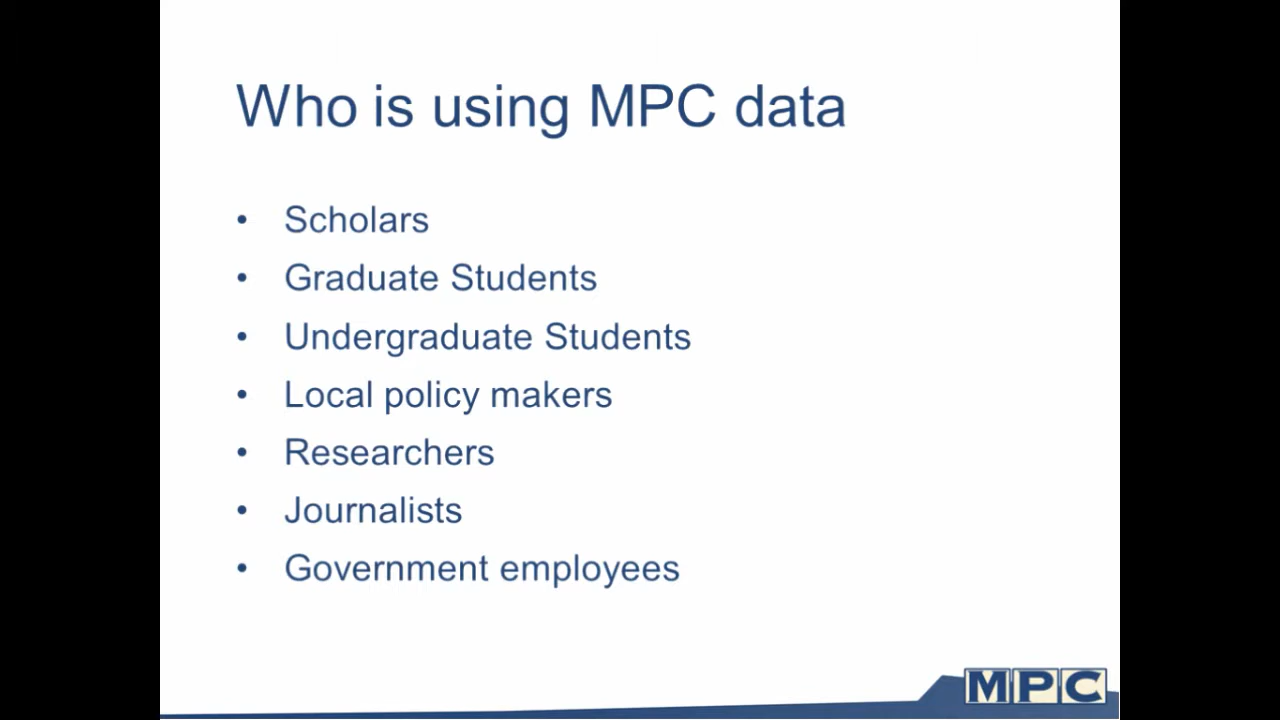 Who is using MPC data
• Scholars
• Graduate Students
• Undergraduate Students
• Local policy makers
• Researchers
• Journalists
• Government employees
MPC